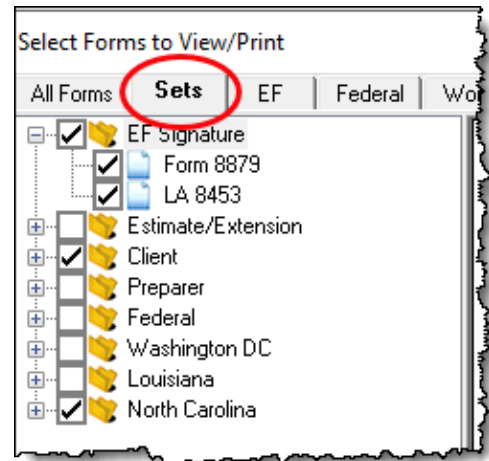 Select Forms to View/Print
All Forms Sets EF Federal
EF Signature
Form 8879
LA 8453
Estimate/Extension
Client
Preparer
Federal
Washington DC
Louisiana
North Carolina